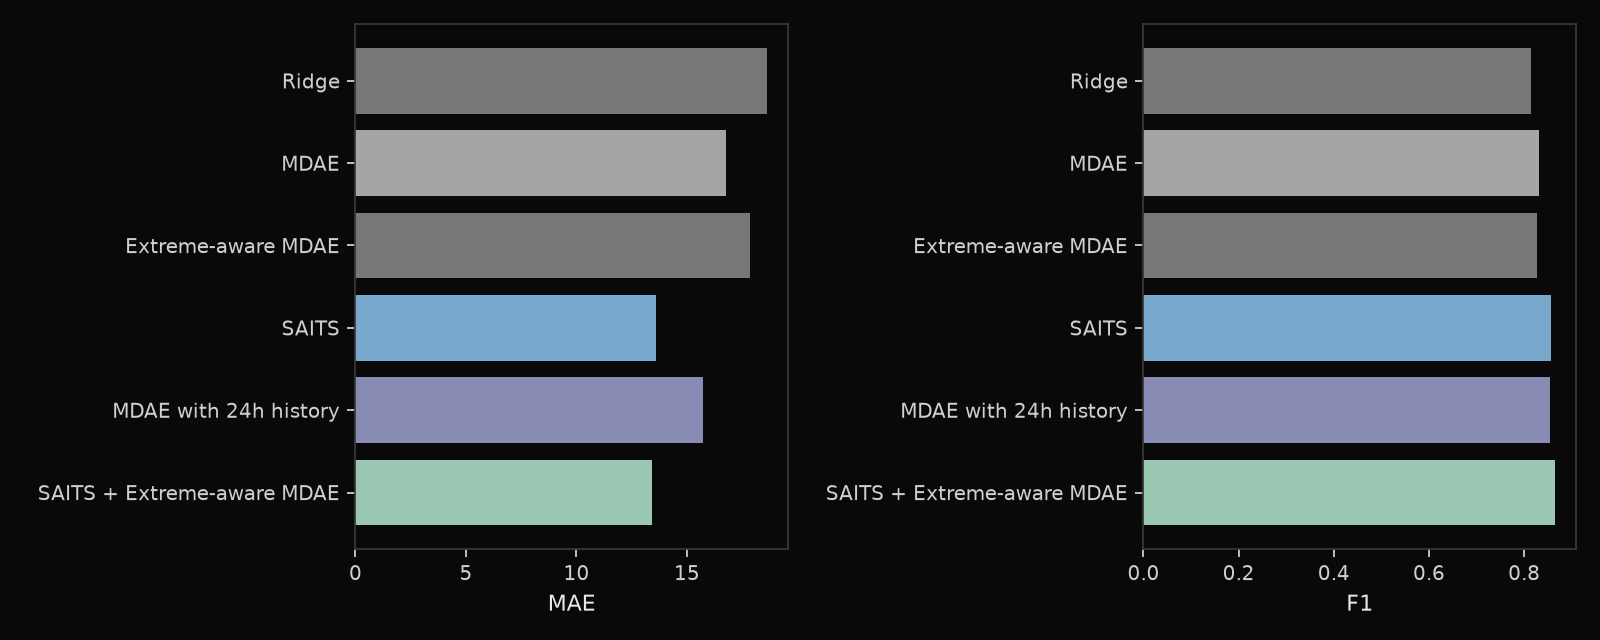 Ridge
MDAE
Extreme-aware MDAE
SAITS
MDAE with 24h history
SAITS + Extreme-aware MDAE
0 5 10 15
MAE
Ridge
MDAE
Extreme-aware MDAE
SAITS
MDAE with 24h history
SAITS + Extreme-aware MDAE
0.0 0.2 0.4 0.6 0.8
F1